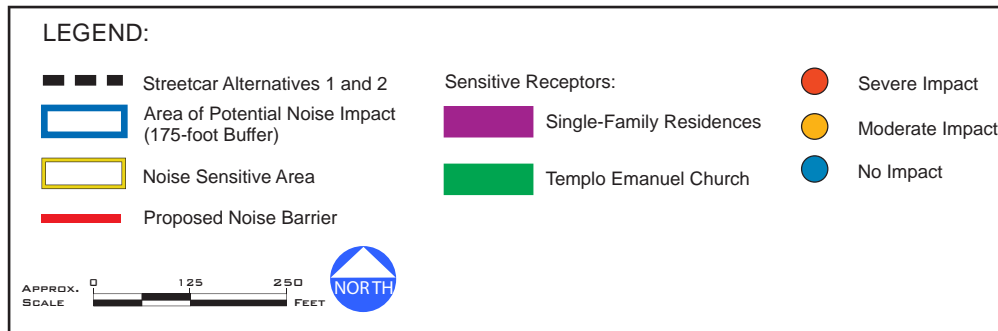 LEGEND:
Streetcar Alternatives 1 and 2
Area of Potential Noise Impact
(175-foot Buffer)
Noise Sensitive Area
Proposed Noise Barrier
Sensitive Receptors:
Single-Family Residences
Templo Emanuel Church
Severe Impact
Moderate Impact
No Impact
APPROX. SCALE
0 125 250
FEET
NORTH